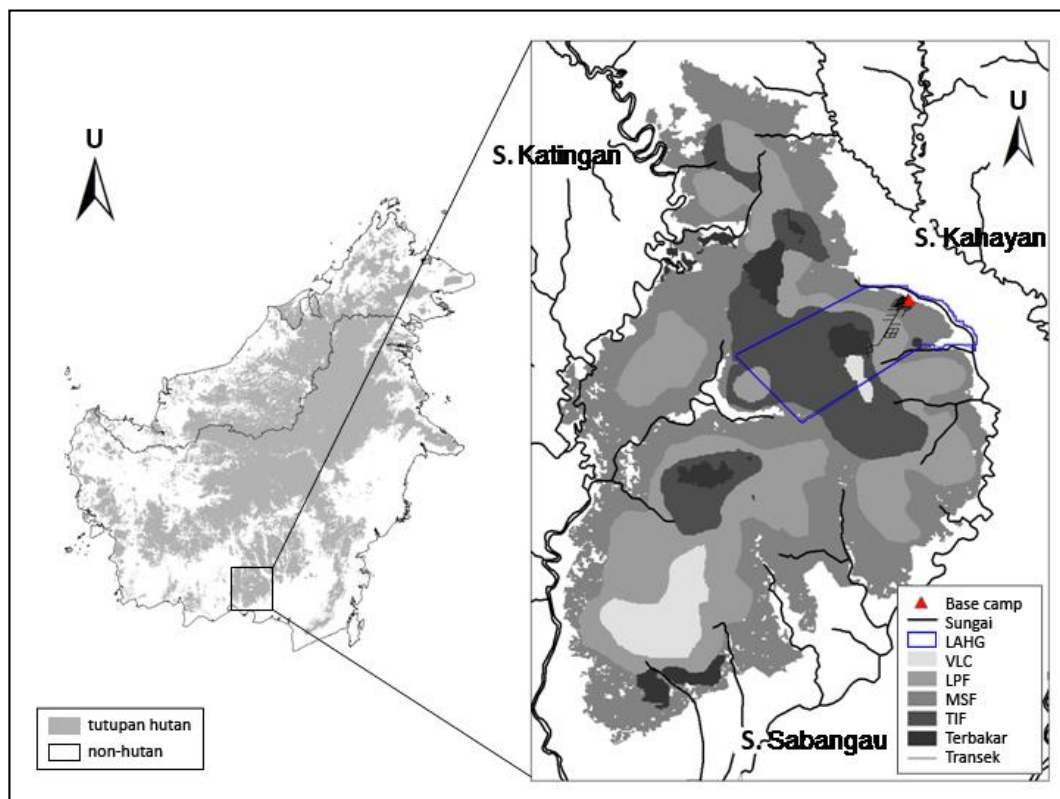 U
tutupan hutan
non-hutan
U
S. Katingan
S. Kahayan
S. Sabangau
Base camp
Sungai
LAHG
VLC
LPF
MSF
TIF
Terbakar
Transek